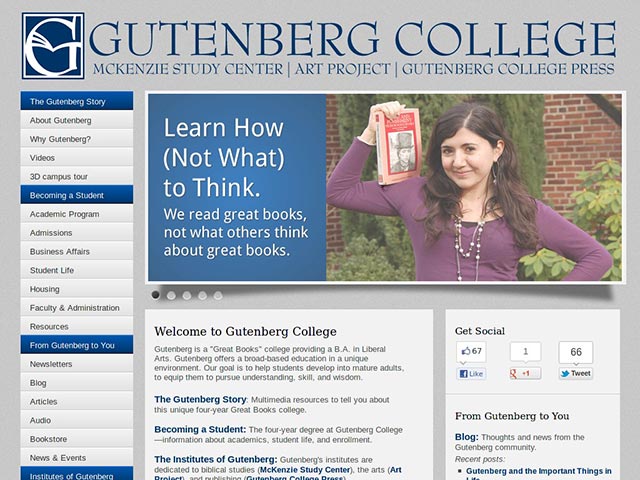 GUTENBERG COLLEGE
MCKENZIE STUDY CENTER | ART PROJECT | GUTENBERG COLLEGE PRESS
The Gutenberg Story
About Gutenberg
Why Gutenberg?
Videos
3D campus tour
Becoming a Student
Academic Program
Admissions
Business Affairs
Student Life
Housing
Faculty & Administration
Resources
From Gutenberg to You
Newsletters
Blog
Articles
Audio
Bookstore
News & Events
Institutes of Gutenberg
Learn How
(Not What)
to Think.
We read great books,
not what others think
about great books.
Welcome to Gutenberg College
Gutenberg is a "Great Books" college providing a B.A. in Liberal
Arts. Gutenberg offers a broad-based education in a unique
environment. Our goal is to help students develop into mature adults,
to equip them to pursue understanding, skill, and wisdom.
The Gutenberg Story: Multimedia resources to tell you about
this unique four-year Great Books college.
Becoming a Student: The four-year degree at Gutenberg College
—information about academics, student life, and enrollment.
The Institutes of Gutenberg: Gutenberg's institutes are
dedicated to biblical studies (McKenzie Study Center), the arts (Art
Project), and publishing (Gutenberg College Press).
Get Social
67
1
66
Like
+1
Tweet
From Gutenberg to You
Blog: Thoughts and news from the
Gutenberg community.
Recent posts:
Gutenberg and the Important Things in
Life